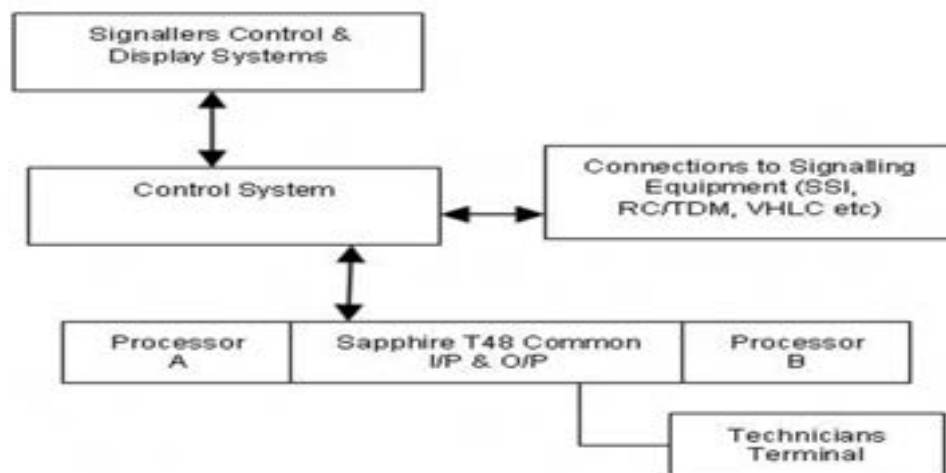 Signallers Control &
Display Systems
Control System
Connections to Signalling
Equipment (SSI,
RC/TDM, VHLC etc)
Processor
A
Sapphire T48 Common
I/P & O/P
Processor
B
Technicians
Terminal